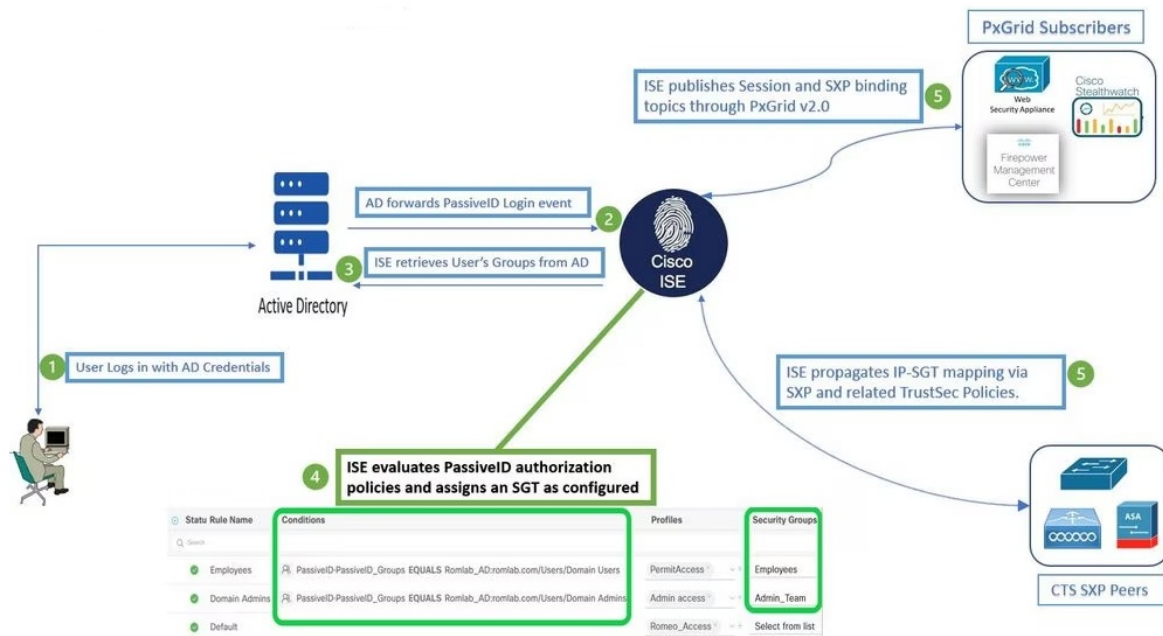 PxGrid Subscribers
ISE publishes Session and SXP binding
topics through PxGrid v2.0
5
WWW.
Web
Security Appliance
Cisco
Stealthwatch
CISCO
Firepower
Management
Center
AD forwards PassiveID Login event
2
Cisco
ISE
3
ISE retrieves User's Groups from AD
Active Directory
1
User Logs in with AD Credentials
ISE propagates IP-SGT mapping via
SXP and related TrustSec Policies.
5
4
ISE evaluates PassiveID authorization
policies and assigns an SGT as configured
ASA
CTS SXP Peers
Statu Rule Name Conditions Profiles Security Groups
Search
Employees PassiveID-PassiveID_Groups EQUALS Romlab_AD:romlab.com/Users/Domain Users PermitAccess Employees
Domain Admins PassiveID-PassiveID_Groups EQUALS Romlab_AD:romlab.com/Users/Domain Admins Admin access Admin_Team
Default Romeo_Access Select from list